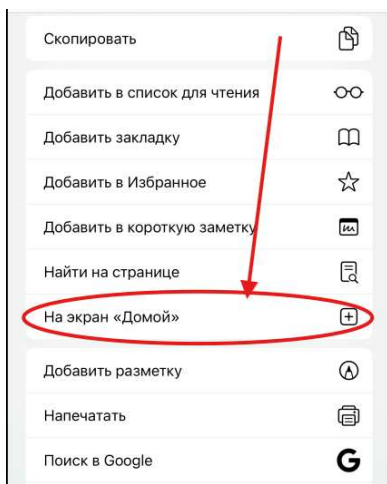 Скопировать
Добавить в список для чтения
Добавить закладку
Добавить в Избранное
Добавить в короткую заметку
Найти на странице
На экран «Домой»
Добавить разметку
Напечатать
Поиск в Google